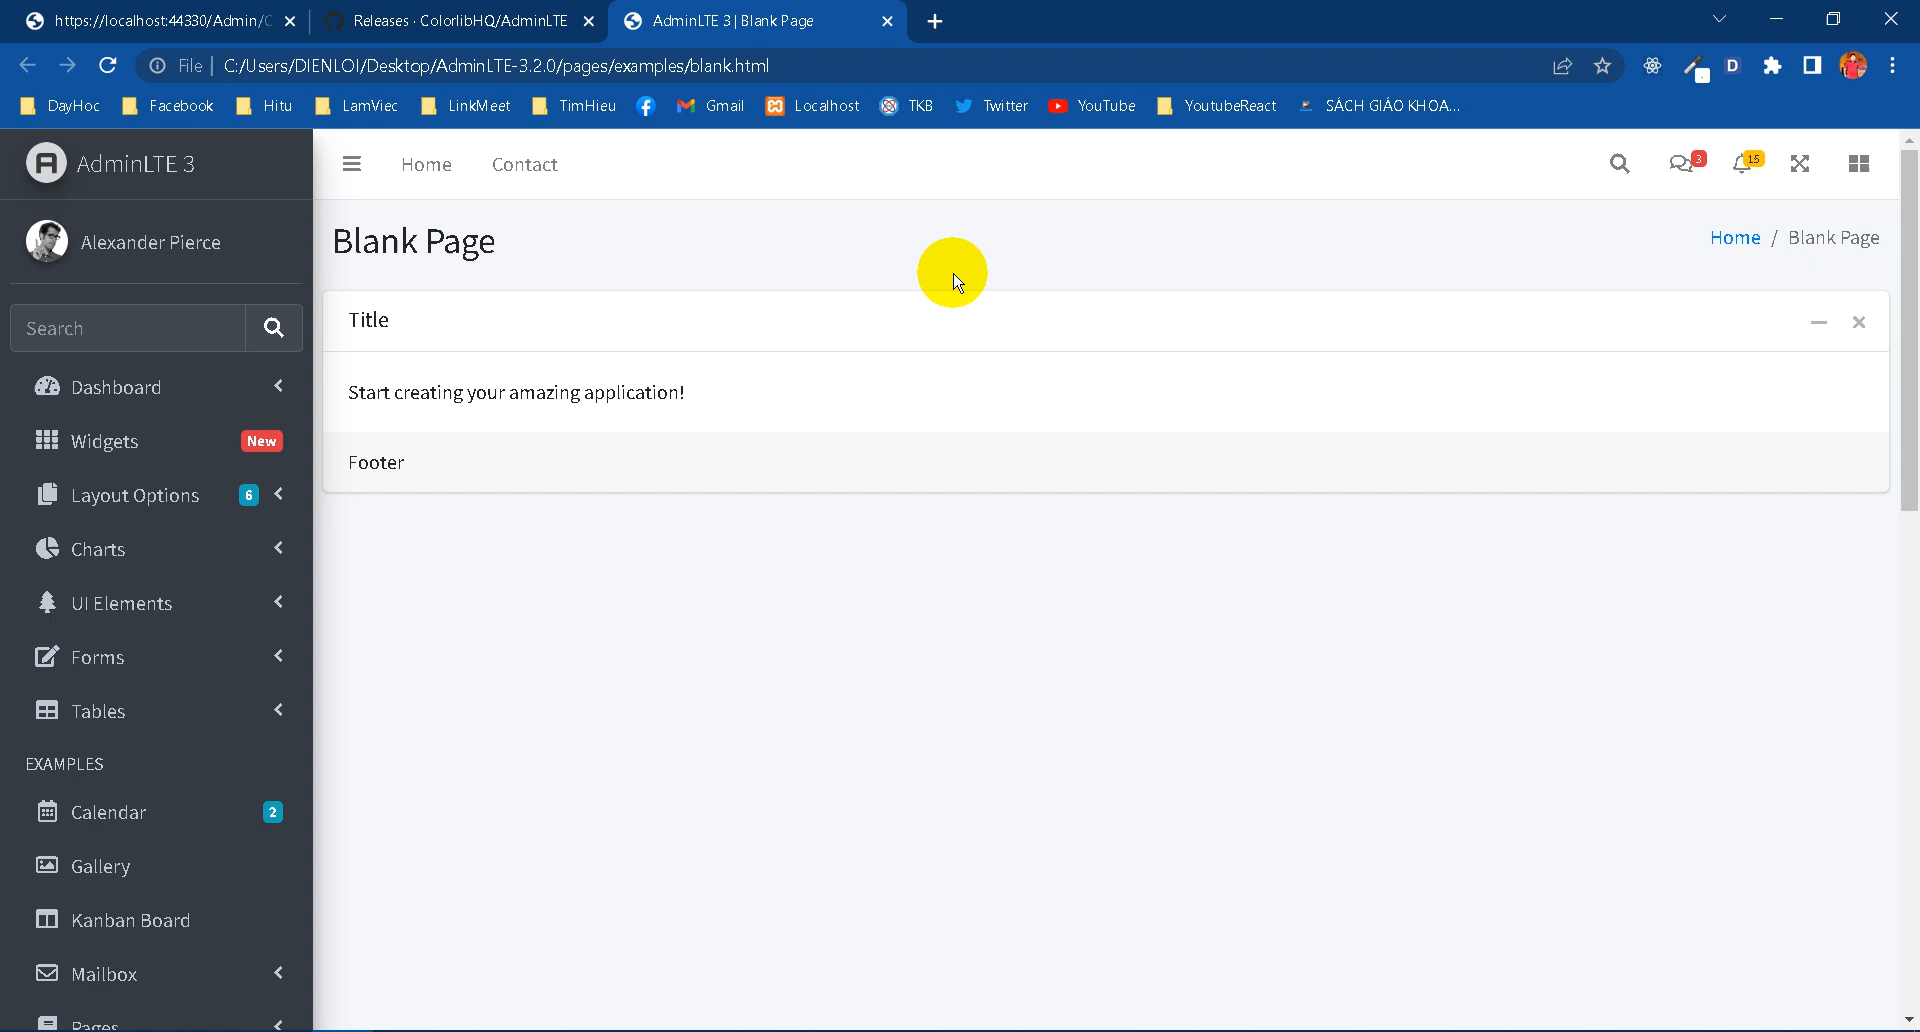 https://localhost:44330/Admin/C
Releases · ColorlibHQ/AdminLTE
AdminLTE 3 | Blank Page
File
C:/Users/DIENLOI/Desktop/AdminLTE-3.2.0/pages/examples/blank.html
D
DayHoc
Facebook
Hitu
LamViec
LinkMeet
TimHieu
Gmail
Localhost
TKB
Twitter
YouTube
YoutubeReact
SÁCH GIÁO KHOA...
AdminLTE 3
Home
Contact
3
15
Alexander Pierce
Blank Page
Home / Blank Page
Search
Title
Dashboard
Start creating your amazing application!
Widgets
New
Footer
Layout Options
6
Charts
UI Elements
Forms
Tables
EXAMPLES
Calendar
2
Gallery
Kanban Board
Mailbox
Pages